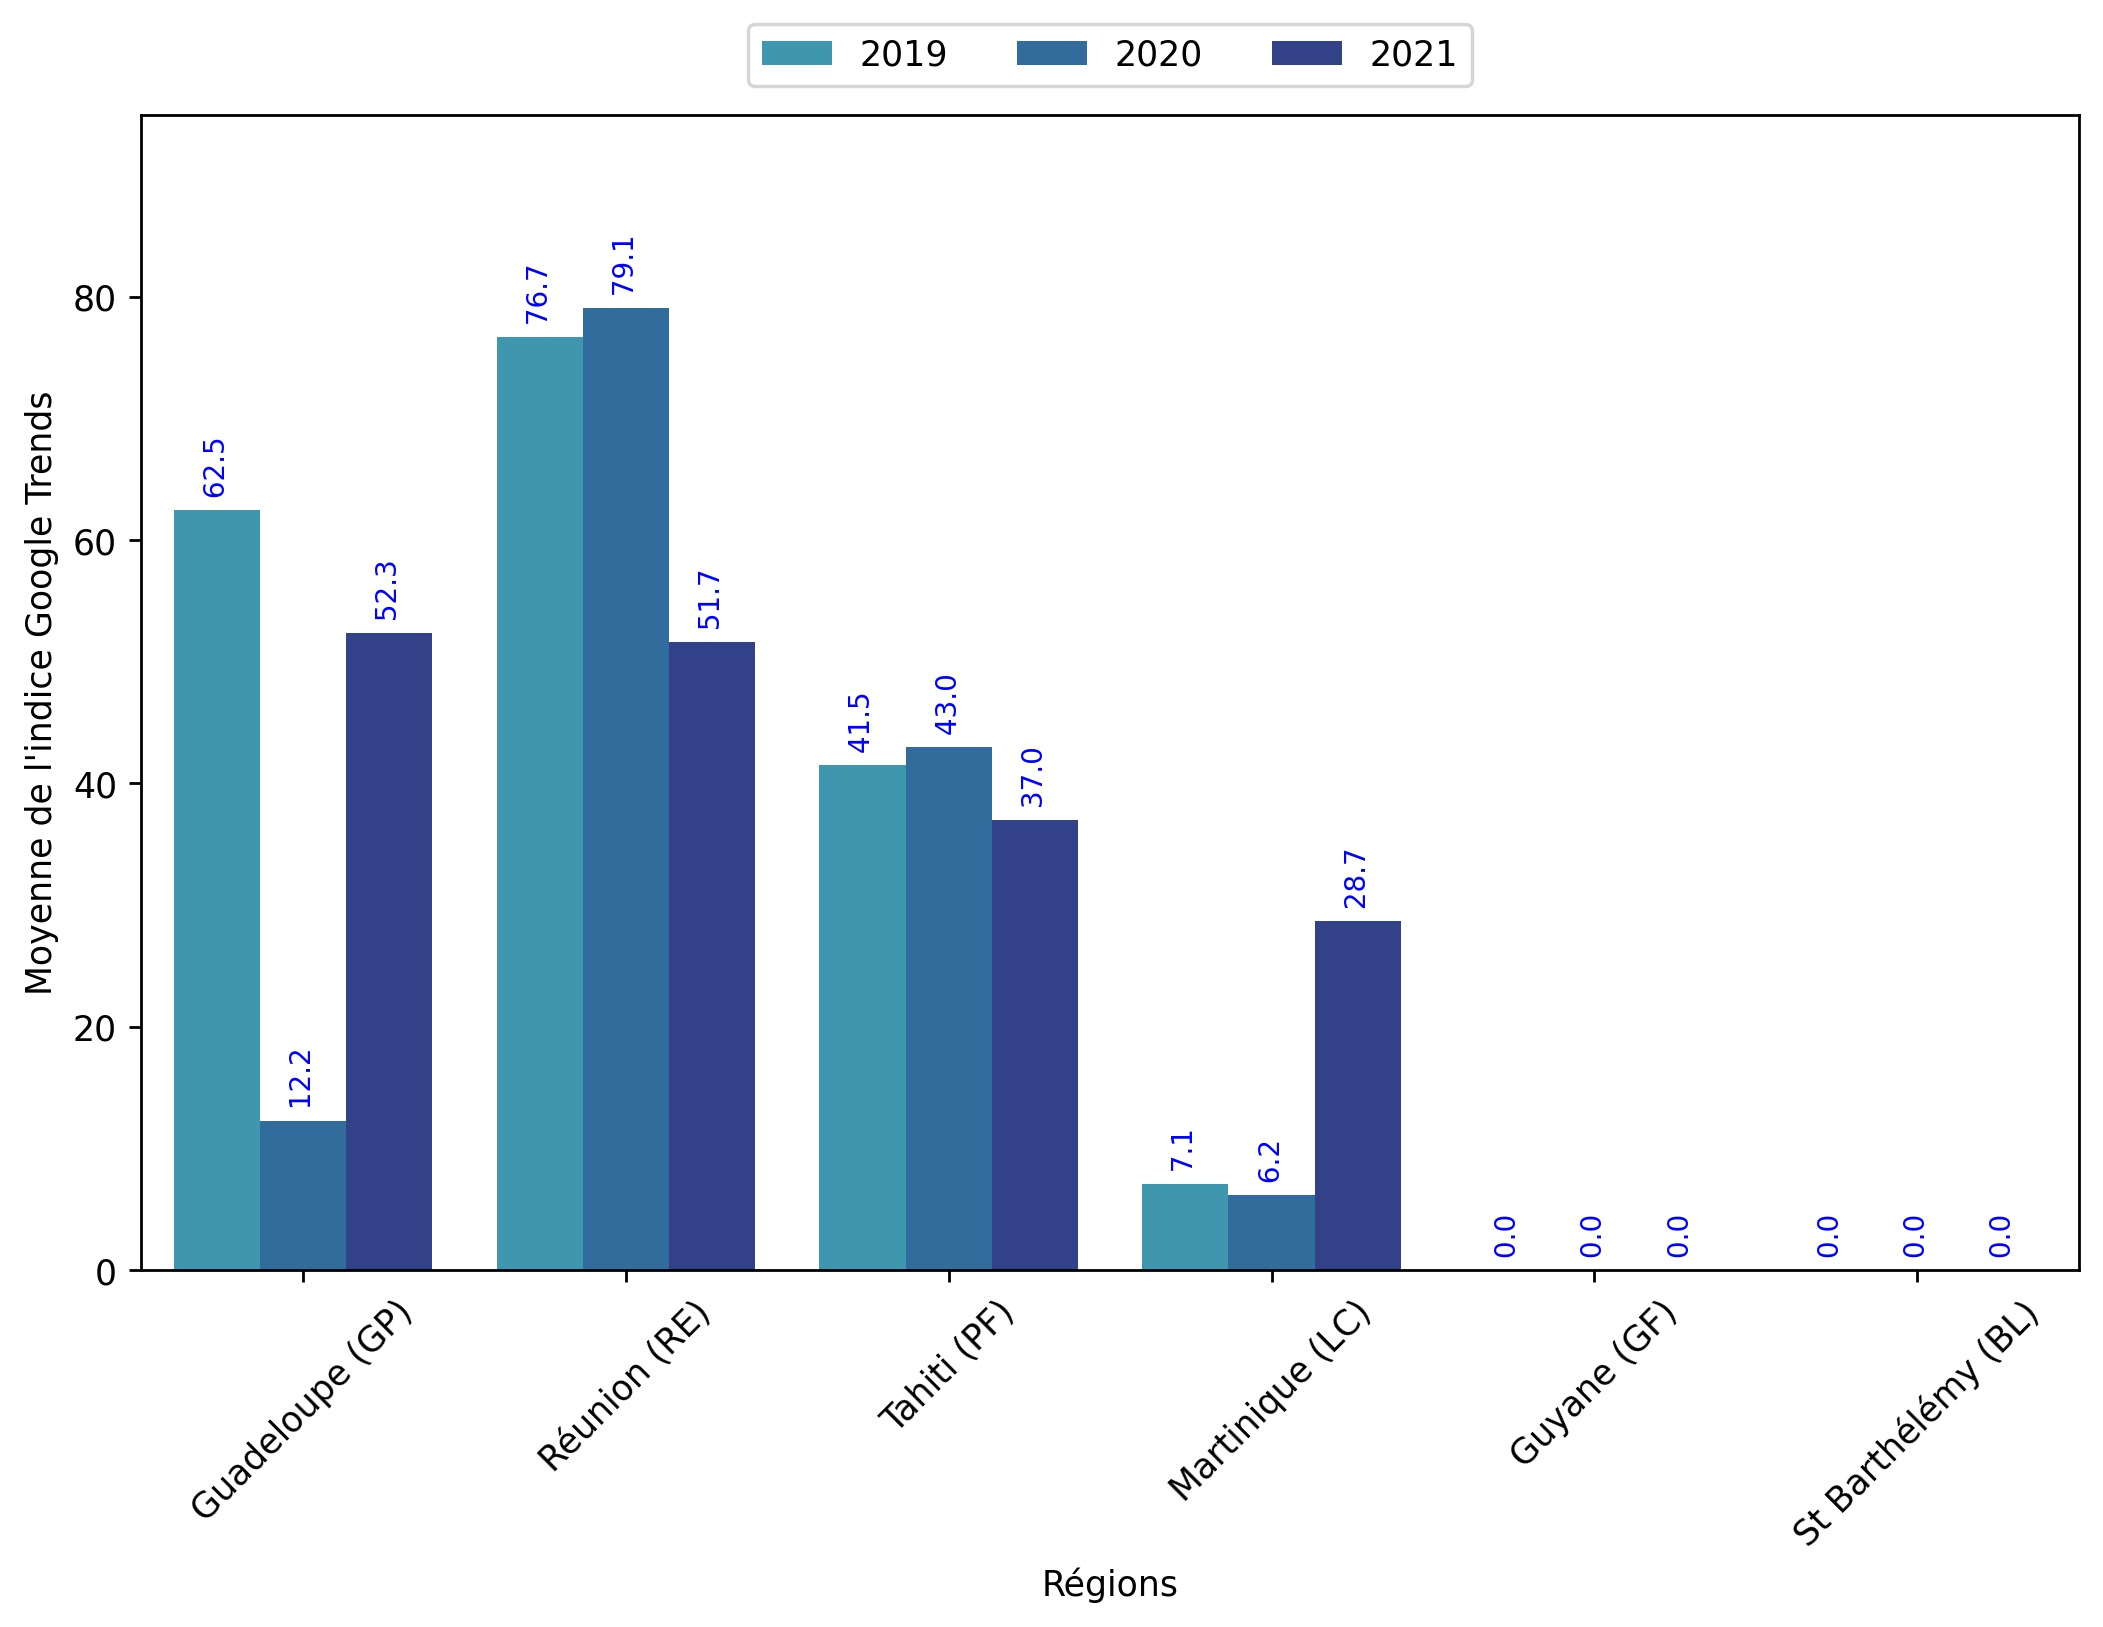 2019 2020 2021
Moyenne de l'indice Google Trends
80
60
40
20
0
62.5 12.2 52.3
76.7 79.1 51.7
41.5 43.0 37.0
7.1 6.2 28.7
0.0 0.0 0.0
0.0 0.0 0.0
Guadeloupe (GP)
Réunion (RE)
Tahiti (PF)
Martinique (LC)
Guyane (GF)
St Barthélémy (BL)
Régions